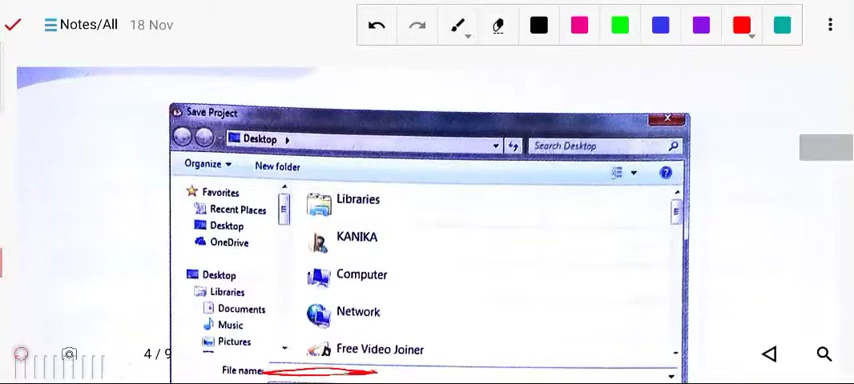 Notes/All 18 Nov
Save Project
Desktop
Search Desktop
Organize New folder
Favorites
Recent Places
Desktop
OneDrive
Desktop
Libraries
Documents
Music
Pictures
Libraries
KANIKA
Computer
Network
Free Video Joiner
File name:
4 / 9